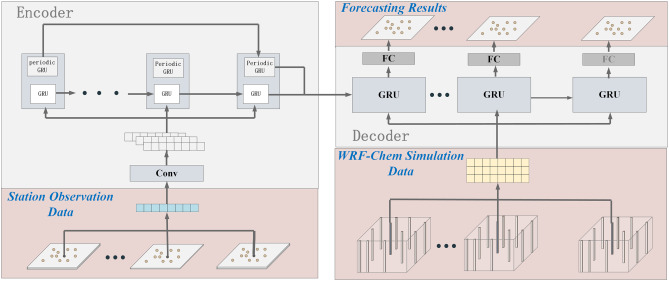 Encoder
periodic
GRU
GRU
Periodic
GRU
GRU
Periodic
GRU
GRU
Conv
Station Observation
Data
Forecasting Results
FC
FC
FC
GRU
GRU
GRU
Decoder
WRF-Chem Simulation
Data